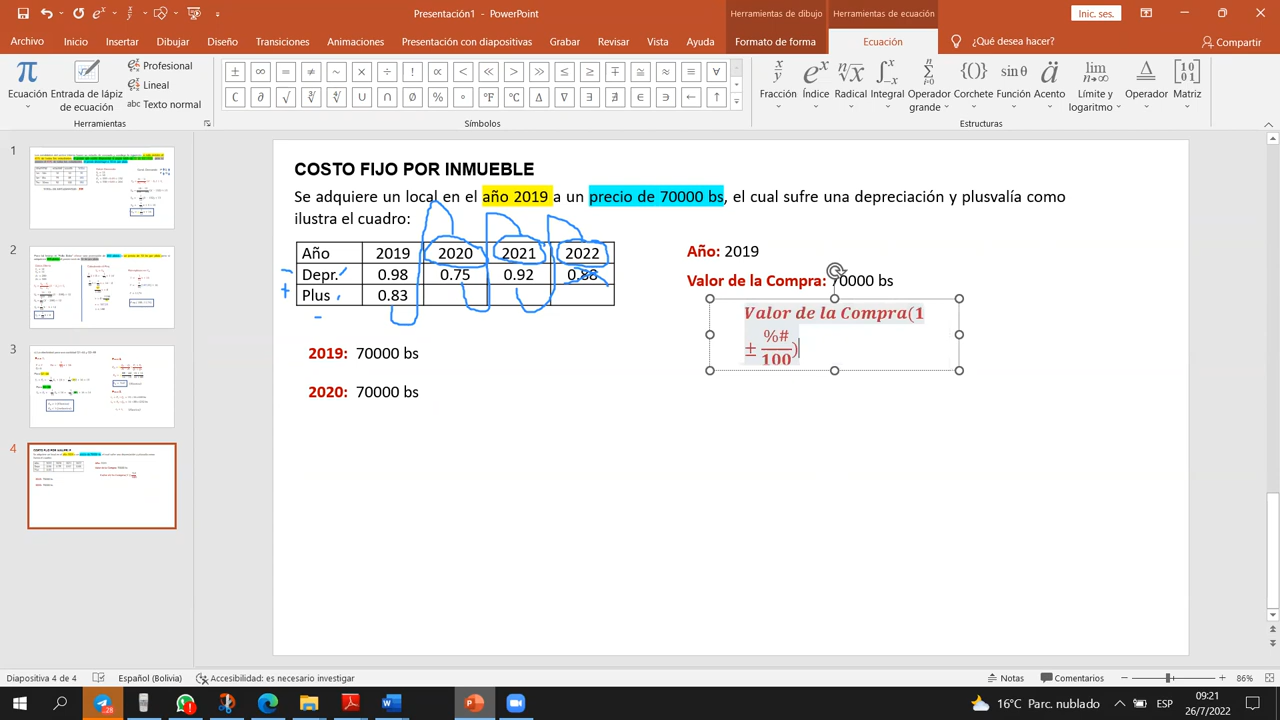 Herramientas de dibujo Herramientas de ecuación Inic. ses.
Archivo Inicio Insertar Dibujar Diseño Transiciones Animaciones Presentación con diapositivas Grabar Revisar Vista Ayuda Formato de forma Ecuación ¿Qué desea hacer? Compartir
π Ecuación
Entrada de lápiz de ecuación
Profesional
Lineal
abc Texto normal
± ∞ = ≠ ~ × ÷ ! ∝ < ≪ > ≫ ≤ ≥ ∓ ≅ ≈ ≡ ∀
∁ ∂ √ ∛ ∜ ∪ ∩ ∅ % ° °F °C ∆ ∇ ∃ ∄ ∈ ∋ ← ↑
Fracción Índice Radical Integral Operador grande Corchete Función Acento Límite y logaritmo Operador Matriz
Herramientas Símbolos Estructuras
1
2
3
4
COSTO FIJO POR INMUEBLE
Se adquiere un local en el año 2019 a un precio de 70000 bs, el cual sufre una depreciación y plusvalía como
ilustra el cuadro:
Año 2019 2020 2021 2022
Depr. 0.98 0.75 0.92 0.88
Plus 0.83
2019: 70000 bs
2020: 70000 bs
Año: 2019
Valor de la Compra: 70000 bs
Valor de la Compra(1
± %#/100)
Diapositiva 4 de 4 Español (Bolivia) Accesibilidad: es necesario investigar Notas Comentarios 86%
28 16°C Parc. nublado ESP 09:21
26/7/2022